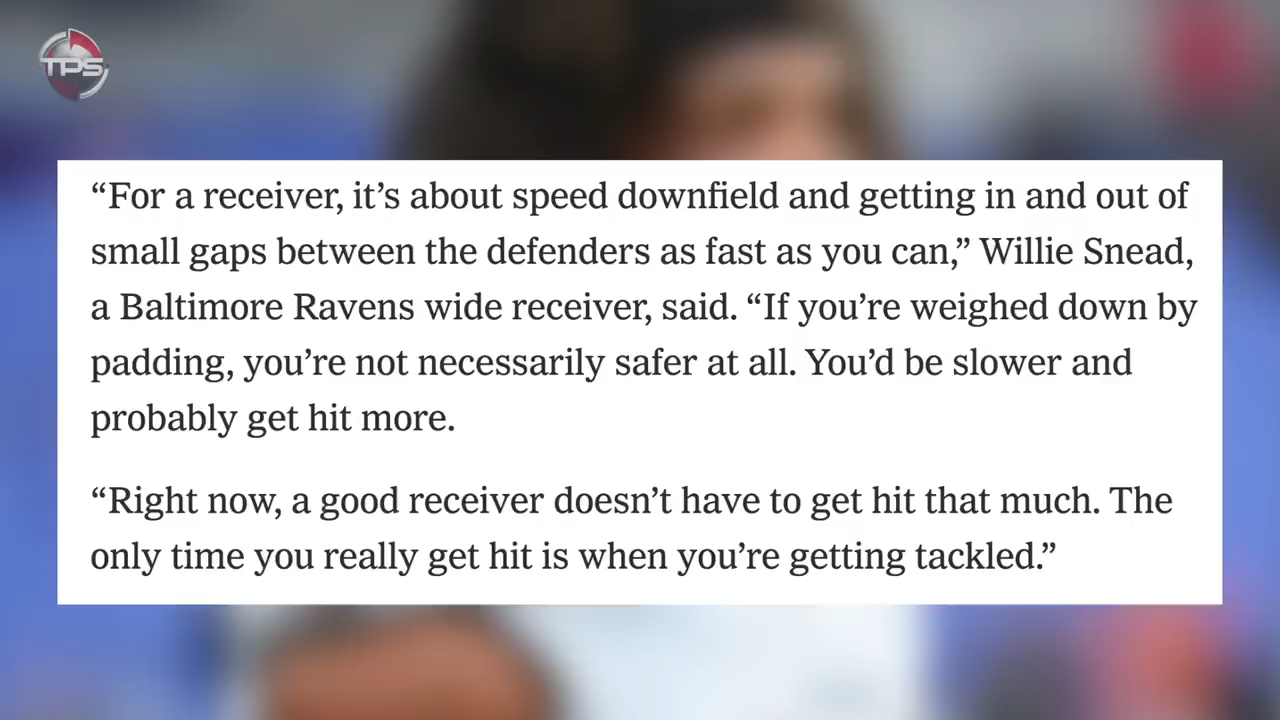 TPS
“For a receiver, it’s about speed downfield and getting in and out of
small gaps between the defenders as fast as you can,” Willie Snead,
a Baltimore Ravens wide receiver, said. “If you’re weighed down by
padding, you’re not necessarily safer at all. You’d be slower and
probably get hit more.
“Right now, a good receiver doesn’t have to get hit that much. The
only time you really get hit is when you’re getting tackled.”